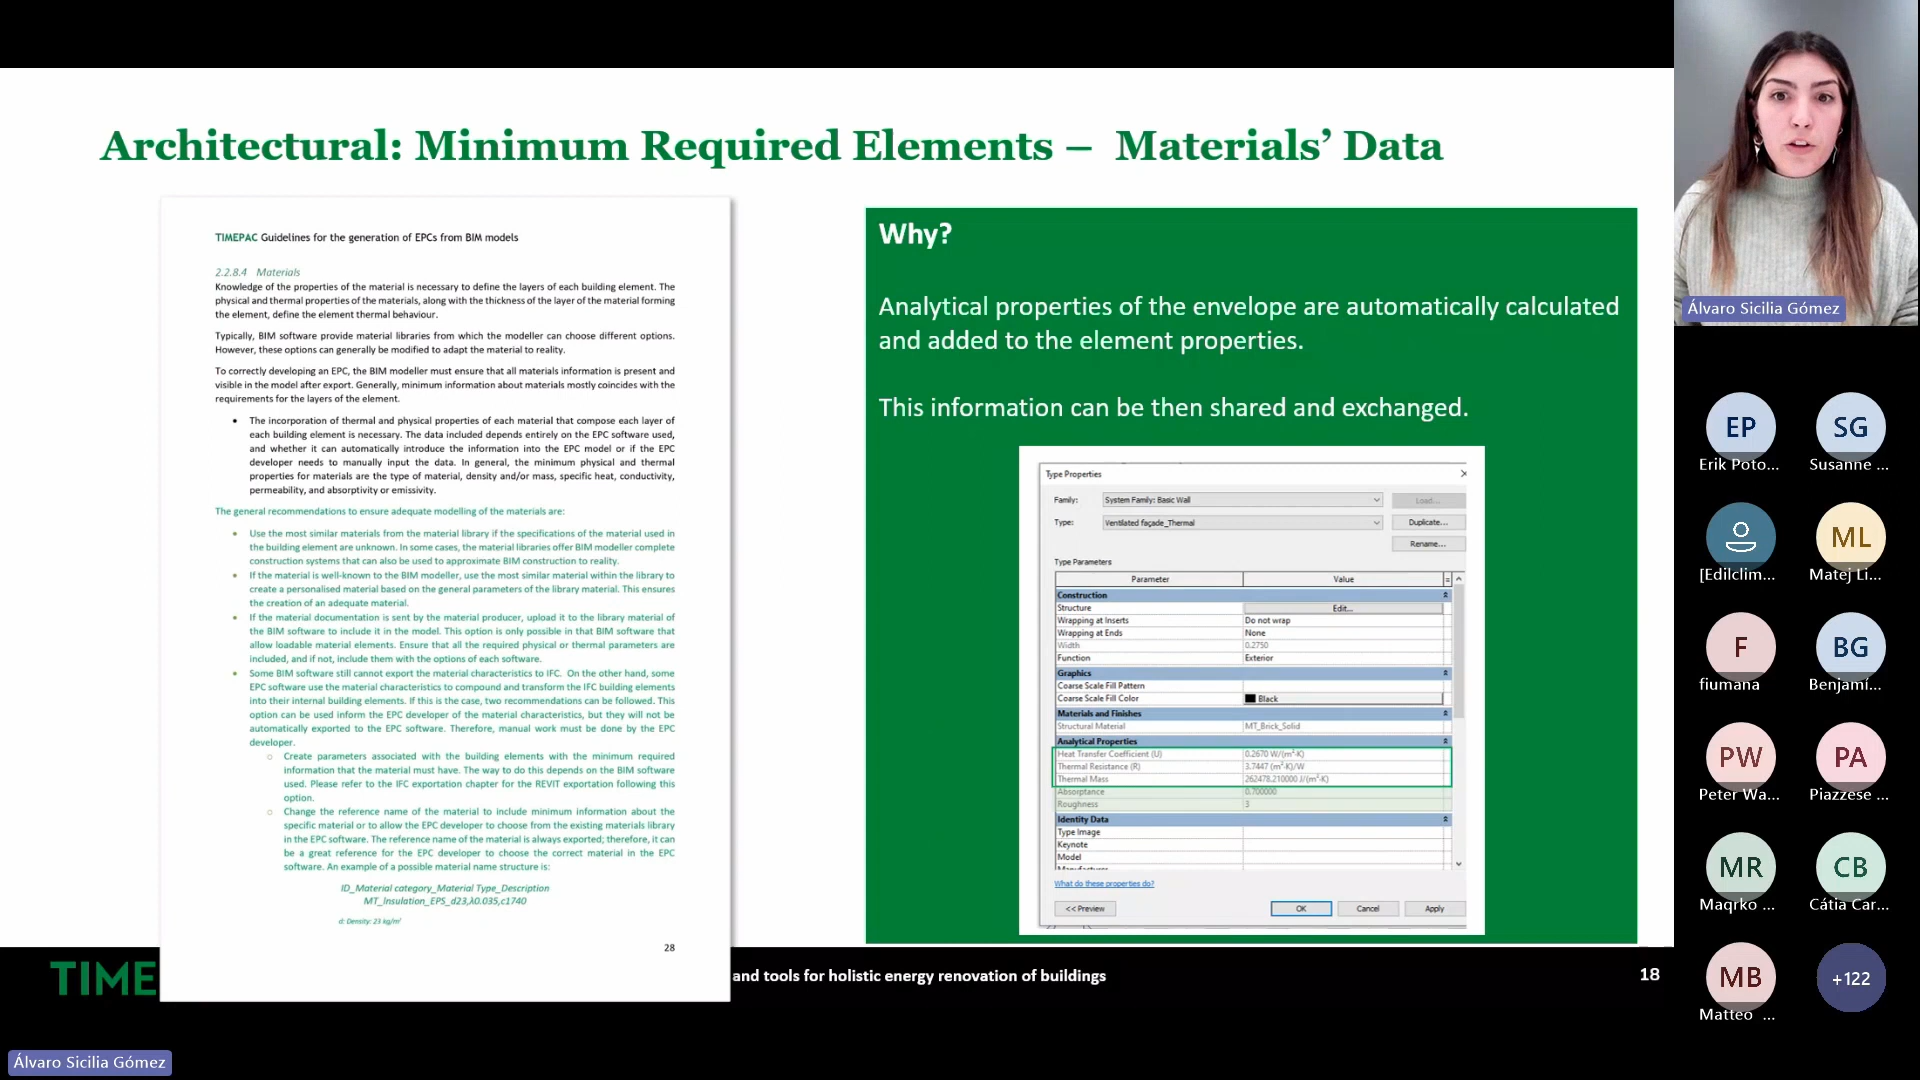 Architectural: Minimum Required Elements – Materials’ Data
TIMEPAC Guidelines for the generation of EPCs from BIM models
2.2.8.4 Materials
Knowledge of the properties of the material is necessary to define the layers of each building element. The
physical and thermal properties of the materials, along with the thickness of the layer of the material forming
the element, define the element thermal behaviour.
Typically, BIM software provide material libraries from which the modeller can choose different options.
However, these options can generally be modified to adapt the material to reality.
To correctly developing an EPC, the BIM modeller must ensure that all materials information is present and
visible in the model after export. Generally, minimum information about materials mostly coincides with the
requirements for the layers of the element.
• The incorporation of thermal and physical properties of each material that compose each layer of
each building element is necessary. The data included depends entirely on the EPC software used,
and whether it can automatically introduce the information into the EPC model or if the EPC
developer needs to manually input the data. In general, the minimum physical and thermal
properties for materials are the type of material, density and/or mass, specific heat, conductivity,
permeability, and absorptivity or emissivity.
The general recommendations to ensure adequate modelling of the materials are:
• Use the most similar materials from the material library if the specifications of the material used in
the building element are unknown. In some cases, the material libraries offer BIM modeller complete
construction systems that can also be used to approximate BIM construction to reality.
• If the material is well-known to the BIM modeller, use the most similar material within the library to
create a personalised material based on the general parameters of the library material. This ensures
the creation of an adequate material.
• If the material documentation is sent by the material producer, upload it to the library material of
the BIM software to include it in the model. This option is only possible in that BIM software that
allow loadable material elements. Ensure that all the required physical or thermal parameters are
included, and if not, include them with the options of each software.
• Some BIM software still cannot export the material characteristics to IFC. On the other hand, some
EPC software use the material characteristics to compound and transform the IFC building elements
into their internal building elements. If this is the case, two recommendations can be followed. This
option can be used inform the EPC developer of the material characteristics, but they will not be
automatically exported to the EPC software. Therefore, manual work must be done by the EPC
developer.
○ Create parameters associated with the building elements with the minimum required
information that the material must have. The way to do this depends on the BIM software
used. Please refer to the IFC exportation chapter for the REVIT exportation following this
option.
○ Change the reference name of the material to include minimum information about the
specific material or to allow the EPC developer to choose from the existing materials library
in the EPC software. The reference name of the material is always exported; therefore, it can
be a great reference for the EPC developer to choose the correct material in the EPC
software. An example of a possible material name structure is:
ID_Material category_Material Type_Description
MT_Insulation_EPS_d23,λ0.035,c1740
d: Density: 23 kg/m³
28
Why?
Analytical properties of the envelope are automatically calculated
and added to the element properties.
This information can be then shared and exchanged.
Type Properties
Family: System Family: Basic Wall Load...
Type: Ventilated façade_Thermal Duplicate...
Rename...
Type Parameters
Parameter Value =
Construction
Structure Edit...
Wrapping at Inserts Do not wrap
Wrapping at Ends None
Width 0.2750
Function Exterior
Graphics
Coarse Scale Fill Pattern
Coarse Scale Fill Color Black
Materials and Finishes
Structural Material MT_Brick_Solid
Analytical Properties
Heat Transfer Coefficient (U) 0.2670 W/(m²·K)
Thermal Resistance (R) 3.7447 (m²·K)/W
Thermal Mass 262478.210000 J/(m²·K)
Absorptance 0.700000
Roughness 3
Identity Data
Type Image
Keynote
Model
What do these properties do?
<< Preview OK Cancel Apply
TIME
and tools for holistic energy renovation of buildings
18
Álvaro Sicilia Gómez
EP SG
Erik Poto... Susanne ...
ML
[Edilclim... Matej Li...
F BG
fiumana Benjamí...
PW PA
Peter Wa... Piazzese ...
MR CB
Maqrko ... Cátia Car...
MB +122
Matteo ...
Álvaro Sicilia Gómez